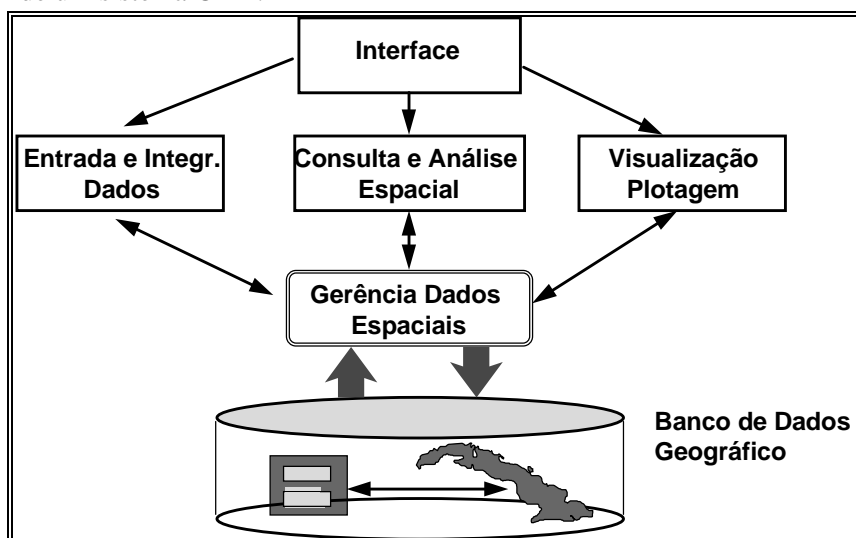 Interface
Entrada e Integr.
Dados
Consulta e Análise
Espacial
Visualização
Plotagem
Gerência Dados
Espaciais
Banco de Dados
Geográfico